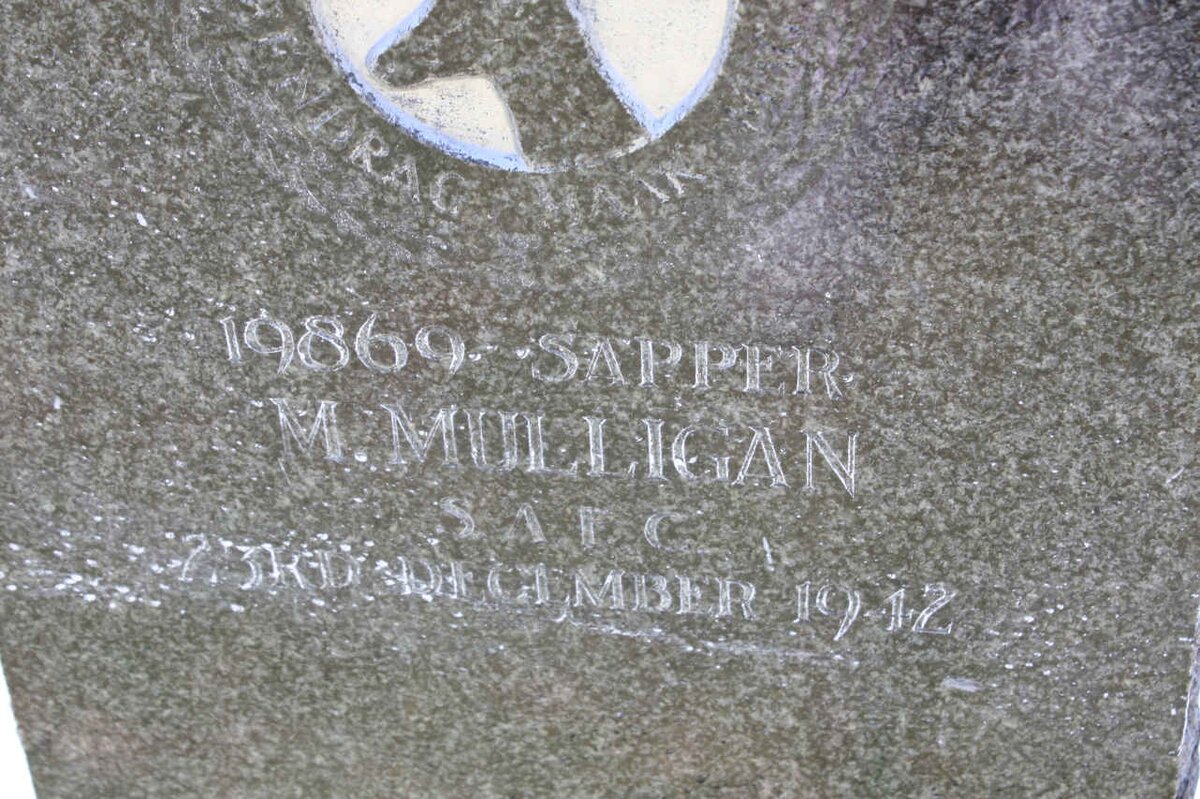 19869 SAPPER
M. MULLIGAN
S A E C
23RD DECEMBER 1942